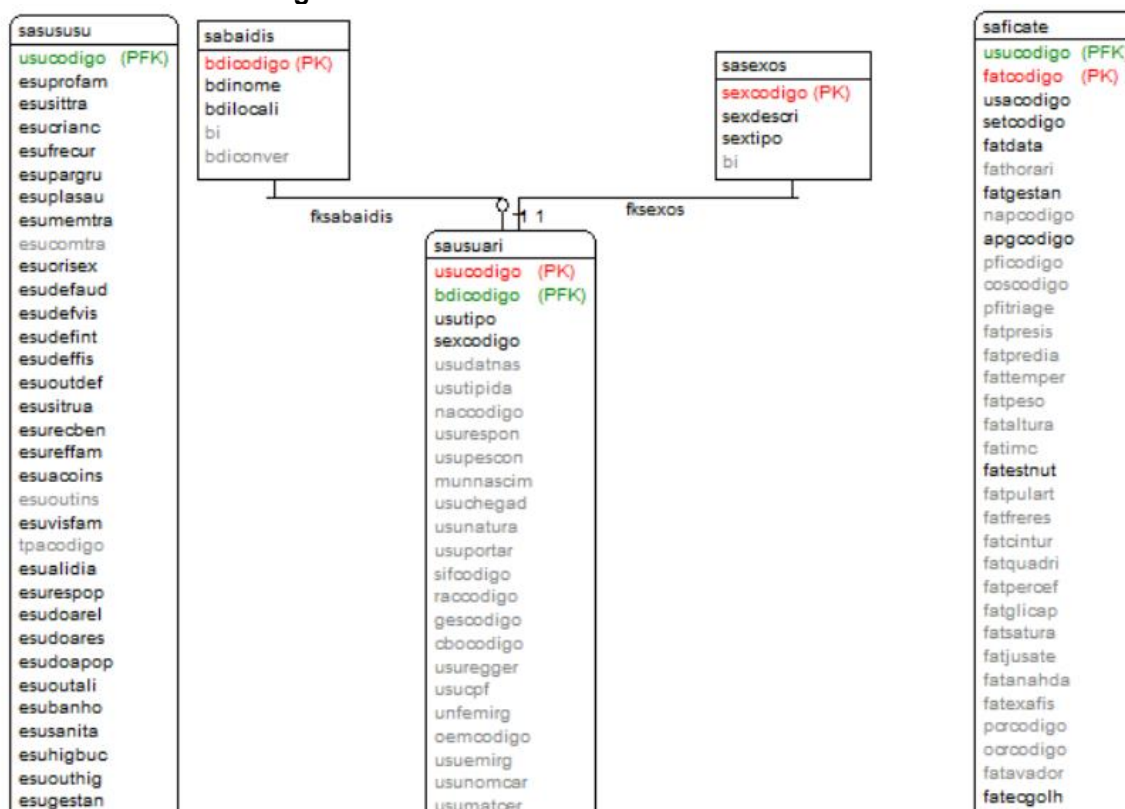 sasususu
usucodigo (PFK)
esuprofam
esusittra
esucrianc
esufrecur
esupargru
esuplasau
esumemtra
esucomtra
esuorisex
esudefaud
esudefvis
esudefint
esudeffis
esuoutdef
esusitrua
esurecben
esureffam
esuacoins
esuoutins
esuvisfam
tpacodigo
esualidia
esurespop
esudoarel
esudoares
esudoapop
esuoutali
esubanho
esusanita
esuhigbuc
esuouthig
esugestan
sabaidis
bdicodigo (PK)
bdinome
bdilocali
bi
bdiconver
sasexos
sexcodigo (PK)
sexdescri
sextipo
bi
fksabaidis
1 1
fksexos
sausuari
usucodigo (PK)
bdicodigo (PFK)
usutipo
sexcodigo
usudatnas
usutipida
naccodigo
usurespon
usupescon
munnascim
usuchegad
usunatura
usuportar
sifcodigo
raccodigo
gescodigo
cbocodigo
usuregger
usucpf
unfemirg
oemcodigo
usuemirg
usunomcar
usumatcer
saficate
usucodigo (PFK)
fatcodigo (PK)
usacodigo
setcodigo
fatdata
fathorari
fatgestan
napcodigo
apgcodigo
pficodigo
coscodigo
pfitriage
fatpresis
fatpredia
fattemper
fatpeso
fataltura
fatimc
fatestnut
fatpulart
fatfreres
fatcintur
fatquadri
fatpercef
fatglicap
fatsatura
fatjusate
fatanahda
fatexafis
pcrcodigo
ocrcodigo
fatavador
fatecgolh